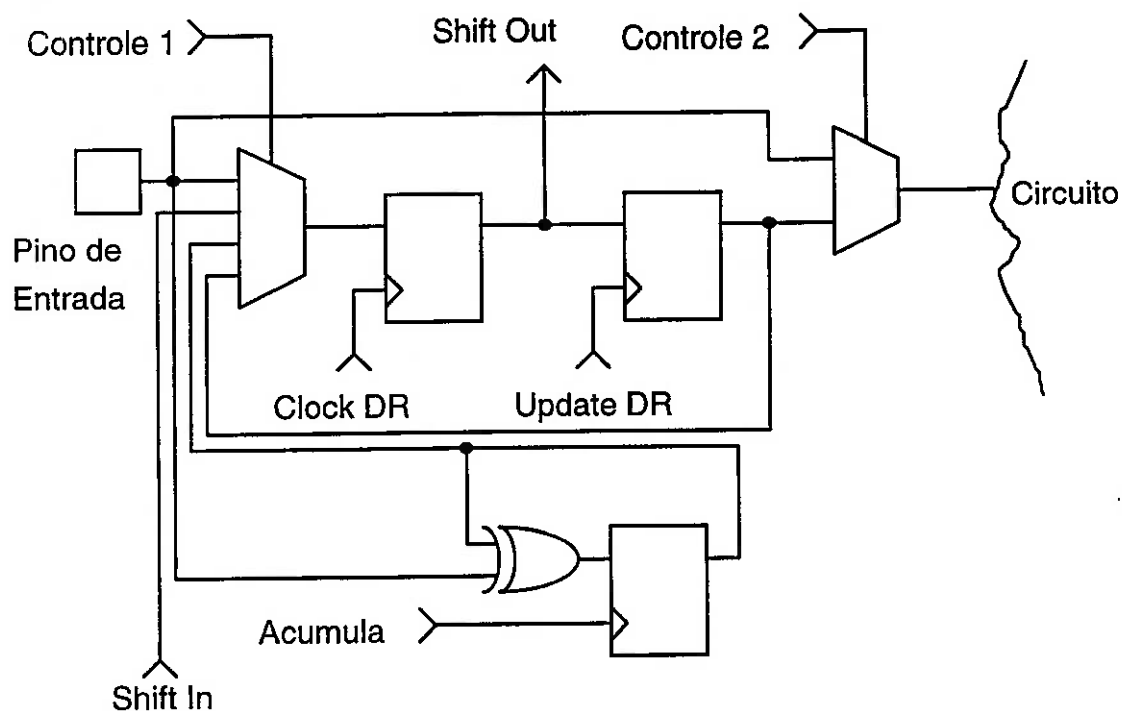 Controle 1
Shift Out
Controle 2
Pino de
Entrada
Circuito
Clock DR
Update DR
Acumula
Shift In